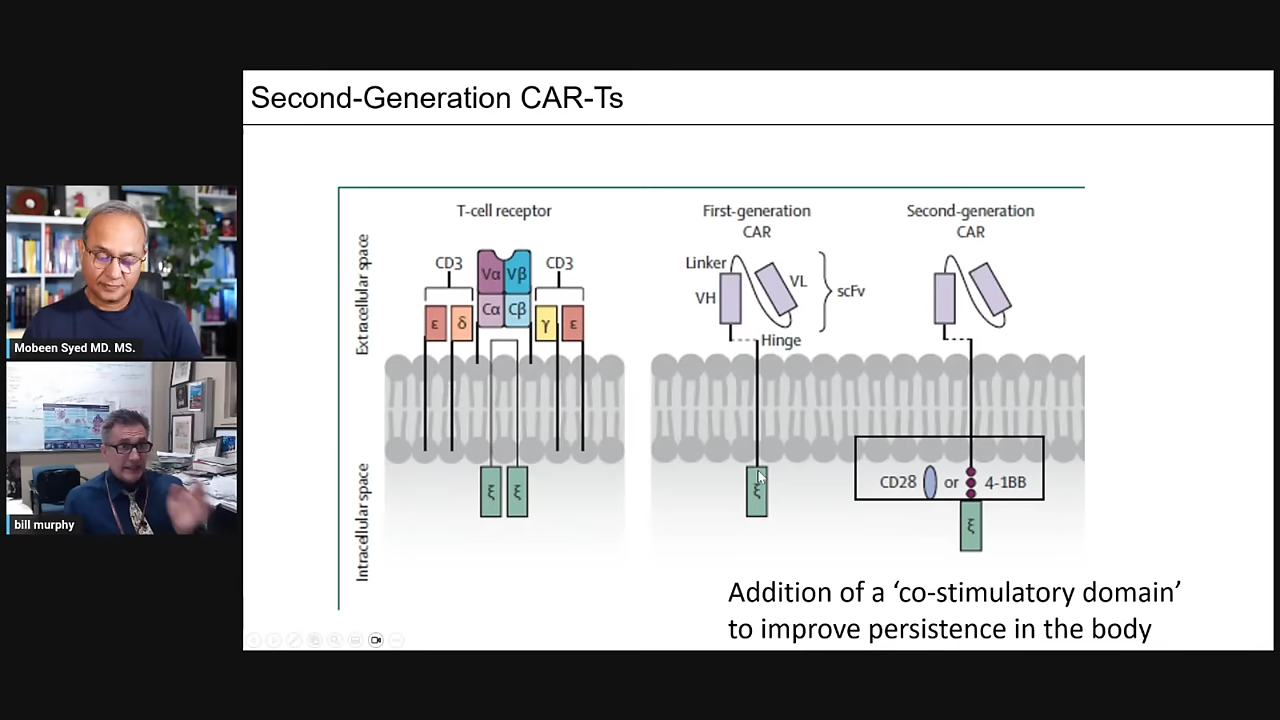 Second-Generation CAR-Ts
T-cell receptor
First-generation
CAR
Second-generation
CAR
Extracellular space
CD3
Vα
Vβ
CD3
Cα
Cβ
ε
δ
γ
ε
Linker
VH
VL
scFv
Hinge
Intracellular space
ξ
ξ
ξ
CD28
or
4-1BB
ξ
Addition of a ‘co-stimulatory domain’
to improve persistence in the body
Mobeen Syed MD. MS.
bill murphy